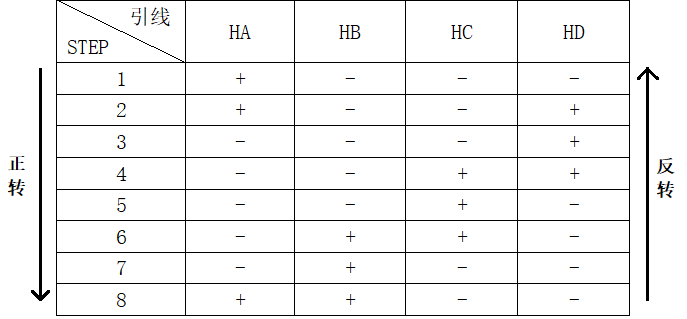 引线 HA HB HC HD
STEP
1 + - - -
2 + - - +
3 - - - +
4 - - + +
5 - - + -
6 - + + -
7 - + - -
8 + + - -
正转
反转